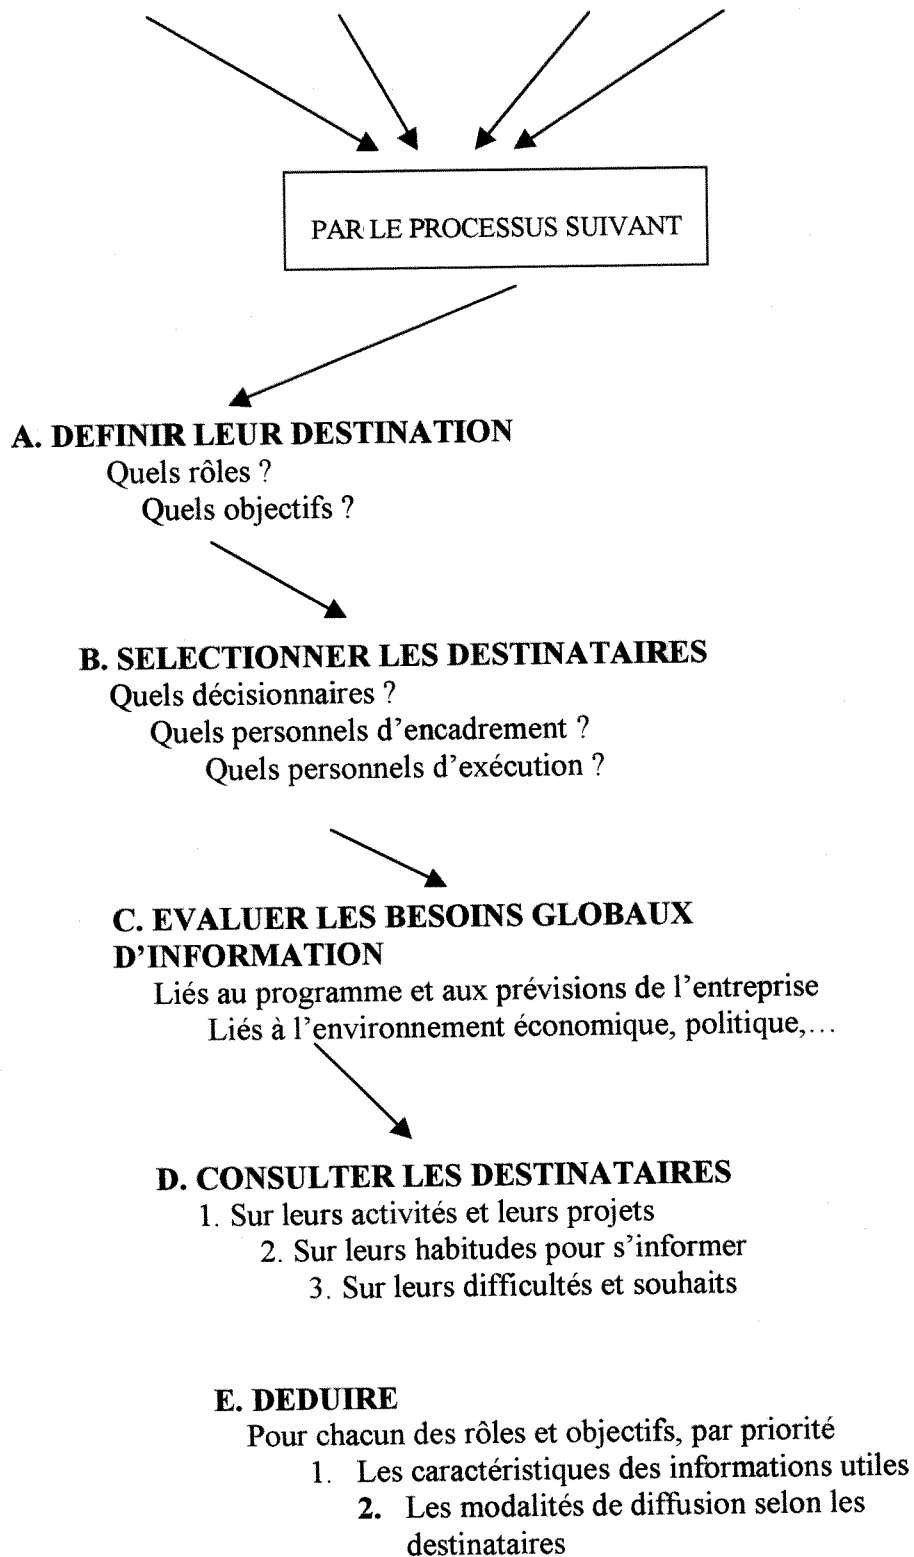 PAR LE PROCESSUS SUIVANT
A. DEFINIR LEUR DESTINATION
Quels rôles ?
Quels objectifs ?
B. SELECTIONNER LES DESTINATAIRES
Quels décisionnaires ?
Quels personnels d'encadrement ?
Quels personnels d'exécution ?
C. EVALUER LES BESOINS GLOBAUX
D'INFORMATION
Liés au programme et aux prévisions de l'entreprise
Liés à l'environnement économique, politique,...
D. CONSULTER LES DESTINATAIRES
1. Sur leurs activités et leurs projets
2. Sur leurs habitudes pour s'informer
3. Sur leurs difficultés et souhaits
E. DEDUIRE
Pour chacun des rôles et objectifs, par priorité
1. Les caractéristiques des informations utiles
2. Les modalités de diffusion selon les
destinataires